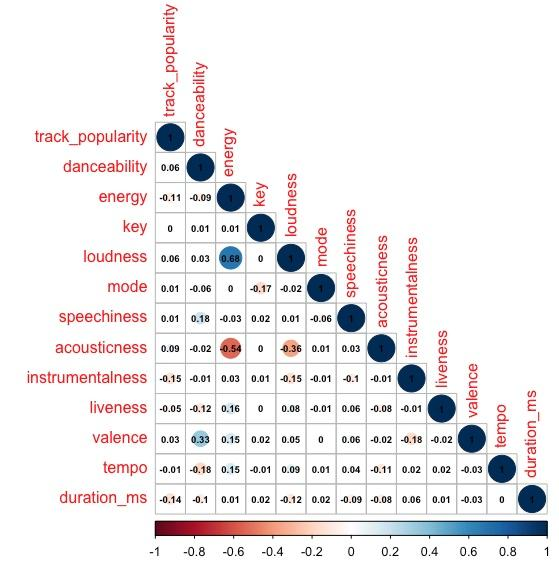 track_popularity
danceability
energy
key
loudness
mode
speechiness
acousticness
instrumentalness
liveness
valence
tempo
duration_ms
track_popularity 1
danceability 0.06 1
energy -0.11 -0.09 1
key 0 0.01 0.01 1
loudness 0.06 0.03 0.68 0 1
mode 0.01 -0.06 0 -0.17 -0.02 1
speechiness 0.01 0.18 -0.03 0.02 0.01 -0.06 1
acousticness 0.09 -0.02 -0.54 0 -0.36 0.01 0.03 1
instrumentalness -0.15 -0.01 0.03 0.01 -0.15 -0.01 -0.1 -0.01 1
liveness -0.05 -0.12 0.16 0 0.08 -0.01 0.06 -0.08 -0.01 1
valence 0.03 0.33 0.15 0.02 0.05 0 0.06 -0.02 -0.18 -0.02 1
tempo -0.01 -0.18 0.15 -0.01 0.09 0.01 0.04 -0.11 0.02 0.02 -0.03 1
duration_ms -0.14 -0.1 0.01 0.02 -0.12 0.02 -0.09 -0.08 0.06 0.01 -0.03 0 1
-1 -0.8 -0.6 -0.4 -0.2 0 0.2 0.4 0.6 0.8 1